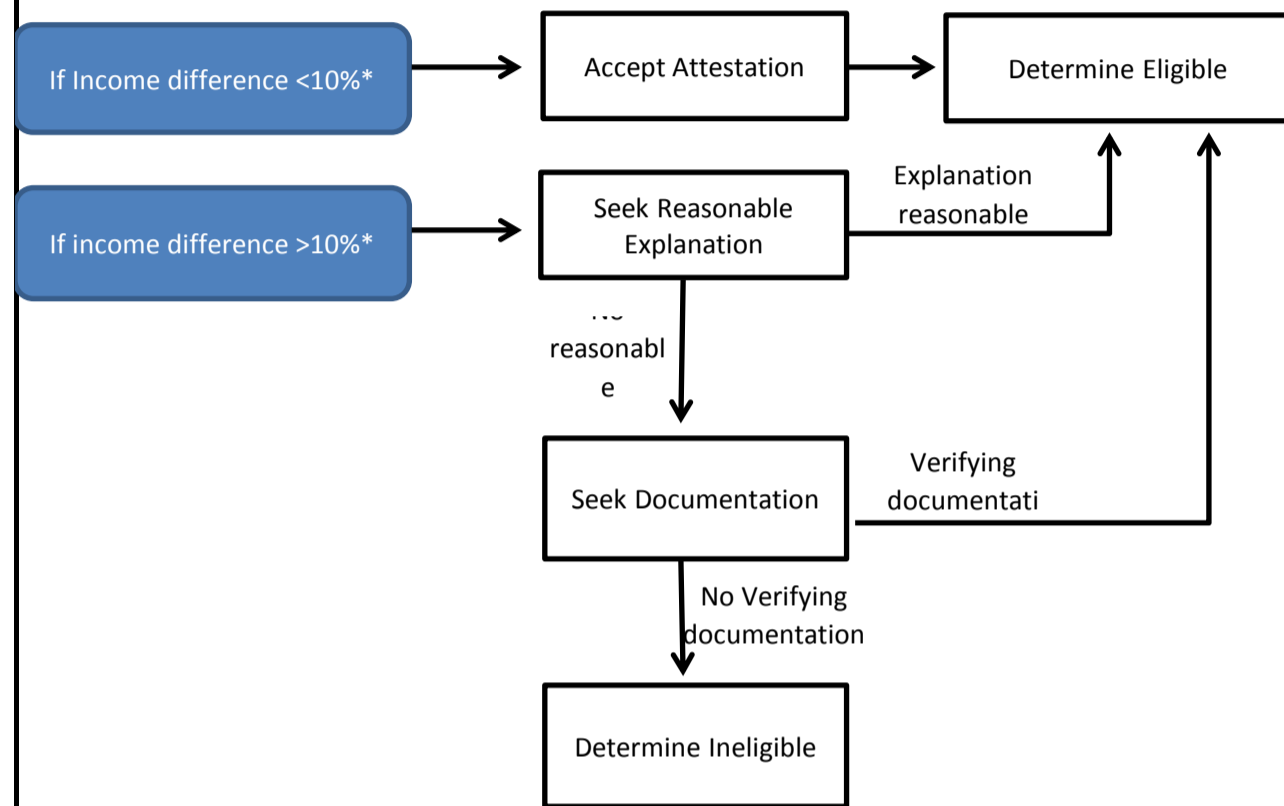 If Income difference <10%*
Accept Attestation
Determine Eligible
If income difference >10%*
Seek Reasonable
Explanation
Explanation
reasonable
reasonabl
e
Seek Documentation
Verifying
documentati
No Verifying
documentation
Determine Ineligible